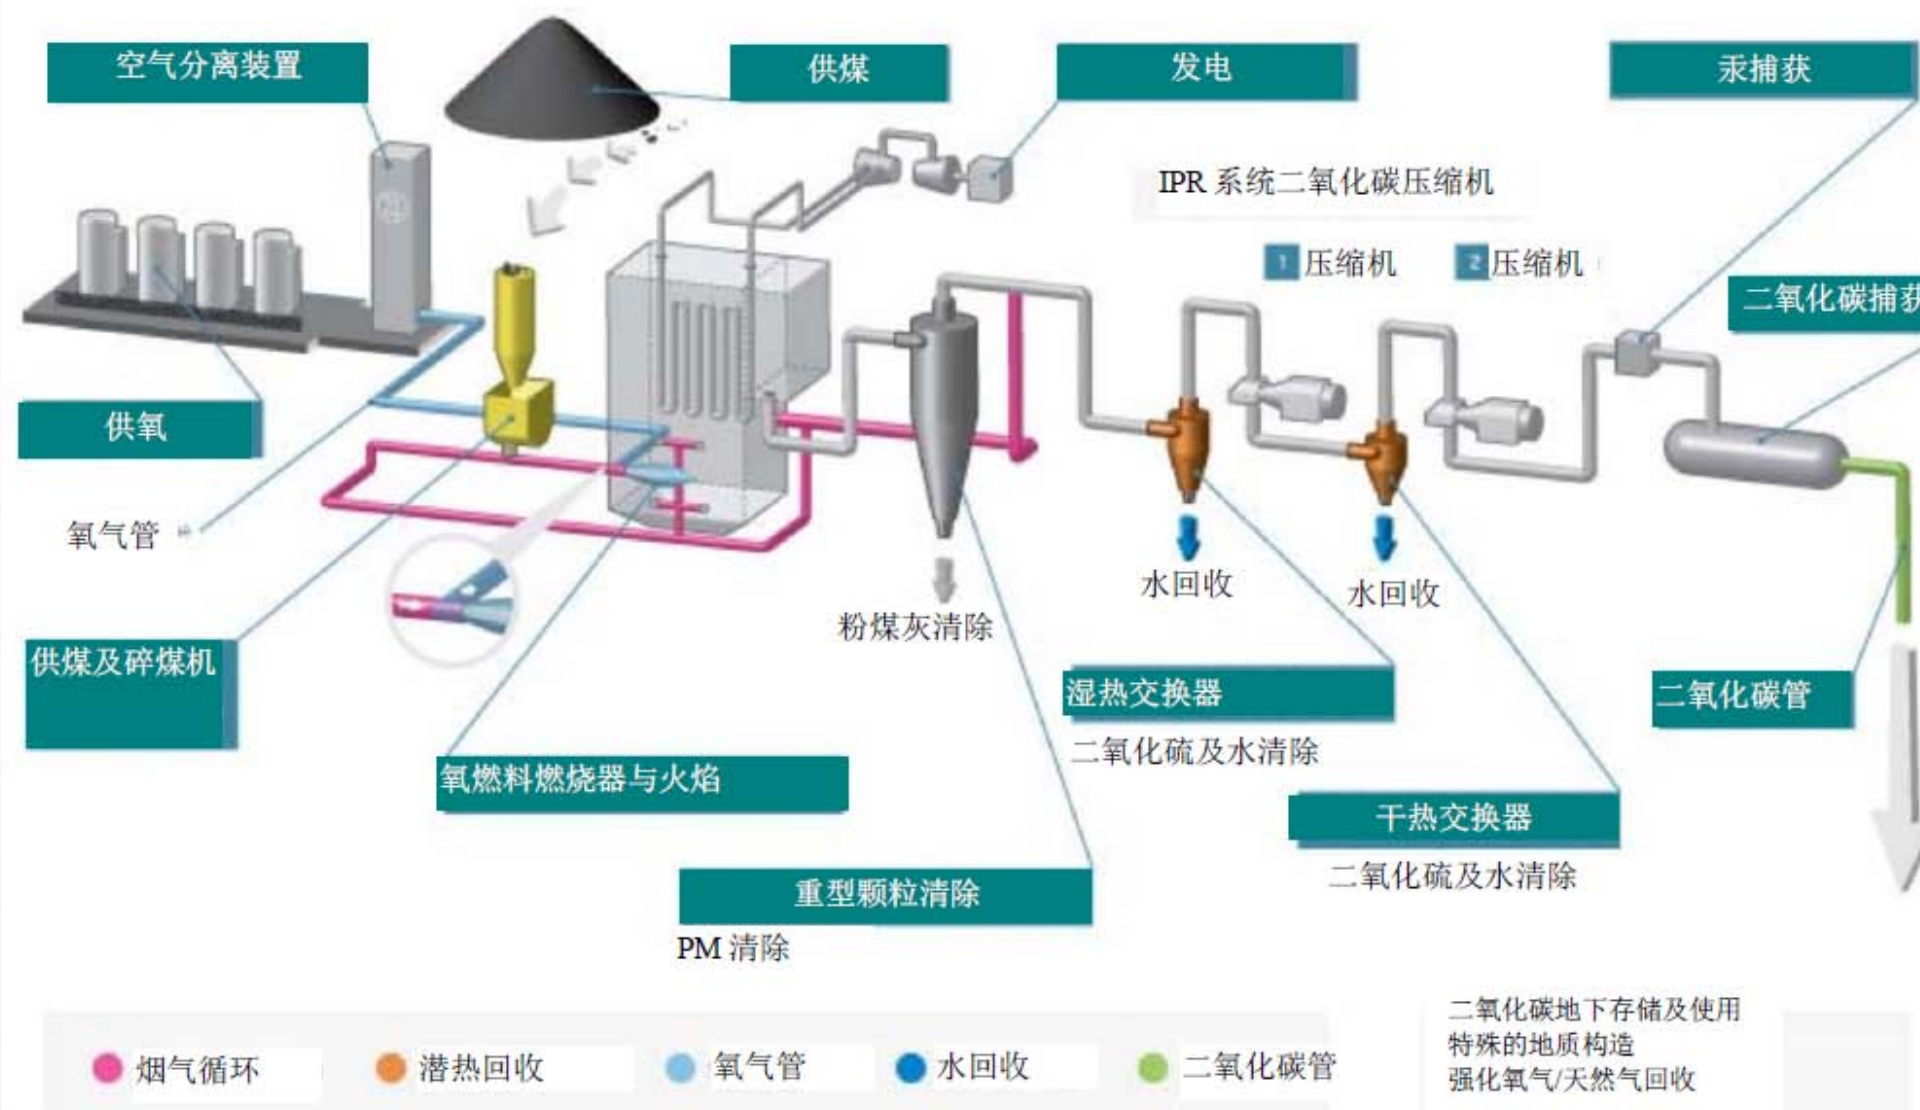 空气分离装置
供煤
发电
汞捕获
IPR 系统二氧化碳压缩机
1 压缩机
2 压缩机
二氧化碳捕获
供氧
氧气管
水回收
水回收
粉煤灰清除
供煤及碎煤机
湿热交换器
二氧化硫及水清除
二氧化碳管
氧燃料燃烧器与火焰
干热交换器
二氧化硫及水清除
重型颗粒清除
PM 清除
烟气循环
潜热回收
氧气管
水回收
二氧化碳管
二氧化碳地下存储及使用
特殊的地质构造
强化氧气/天然气回收